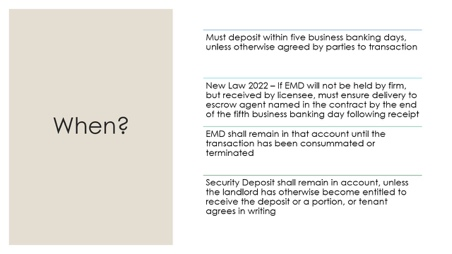 When?
Must deposit within five business banking days,
unless otherwise agreed by parties to transaction
New Law 2022 – If EMD will not be held by firm,
but received by licensee, must ensure delivery to
escrow agent named in the contract by the end
of the fifth business banking day following receipt
EMD shall remain in that account until the
transaction has been consummated or
terminated
Security Deposit shall remain in account, unless
the landlord has otherwise become entitled to
receive the deposit or a portion, or tenant
agrees in writing